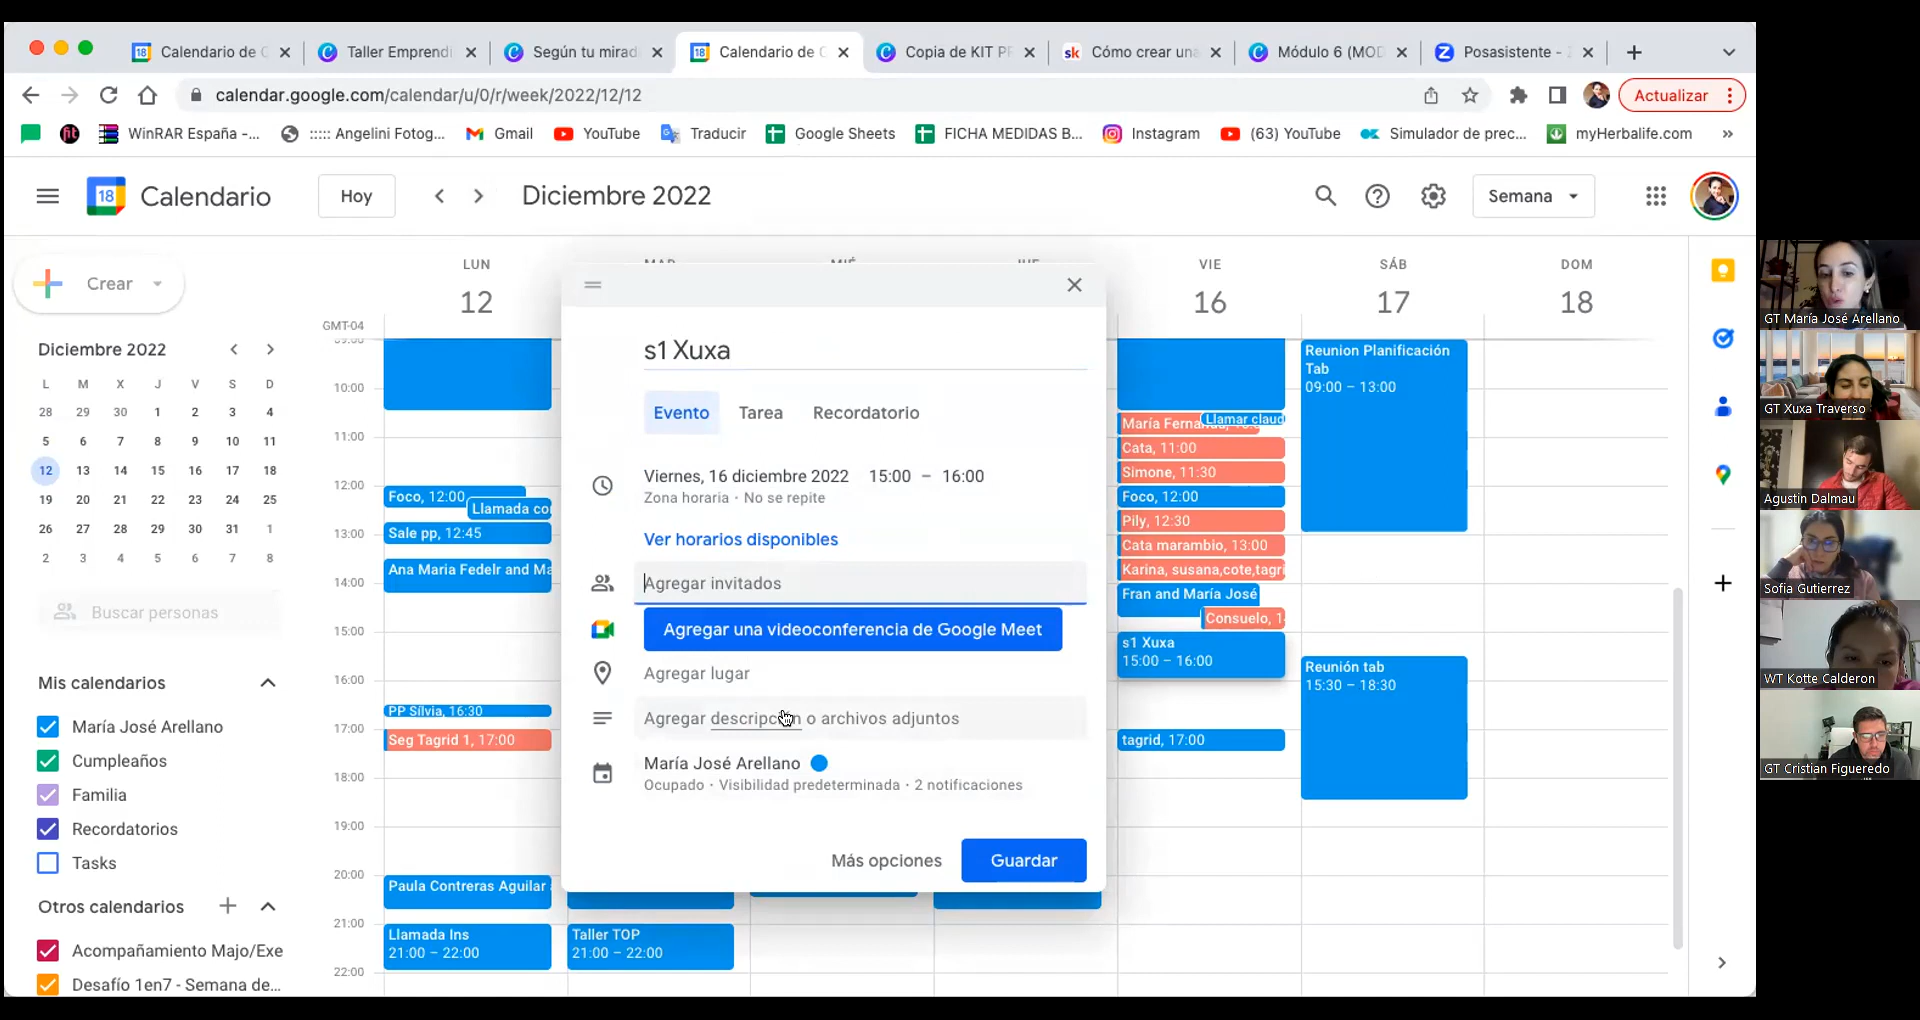 Calendario de C
Taller Emprendi
Según tu mirad
Calendario de C
Copia de KIT PR
sk Cómo crear una
Módulo 6 (MOD
Posasistente - 2
calendar.google.com/calendar/u/0/r/week/2022/12/12
Actualizar
fit
WinRAR España -...
::::: Angelini Fotog...
Gmail
YouTube
Traducir
Google Sheets
FICHA MEDIDAS B...
Instagram
(63) YouTube
Simulador de prec...
myHerbalife.com
»
18 Calendario
Hoy
Diciembre 2022
Semana
Crear
Diciembre 2022
L M X J V S D
28 29 30 1 2 3 4
5 6 7 8 9 10 11
12 13 14 15 16 17 18
19 20 21 22 23 24 25
26 27 28 29 30 31 1
2 3 4 5 6 7 8
Buscar personas
Mis calendarios
María José Arellano
Cumpleaños
Familia
Recordatorios
Tasks
Otros calendarios
Acompañamiento Majo/Exe
Desafío 1en7 - Semana de...
GMT-04
LUN
12
VIE
16
SÁB
17
DOM
18
10:00
11:00
12:00
13:00
14:00
15:00
16:00
17:00
18:00
19:00
20:00
21:00
22:00
Foco, 12:00
Llamada co
Sale pp, 12:45
Ana Maria Fedelr and Ma
PP Sílvia, 16:30
Seg Tagrid 1, 17:00
Paula Contreras Aguilar
Llamada Ins
21:00 – 22:00
Taller TOP
21:00 – 22:00
s1 Xuxa
Evento
Tarea
Recordatorio
Viernes, 16 diciembre 2022 15:00 – 16:00
Zona horaria · No se repite
Ver horarios disponibles
Agregar invitados
Agregar una videoconferencia de Google Meet
Agregar lugar
Agregar descripción o archivos adjuntos
María José Arellano
Ocupado · Visibilidad predeterminada · 2 notificaciones
Más opciones
Guardar
María Ferna
Llamar claud
Cata, 11:00
Simone, 11:30
Foco, 12:00
Pily, 12:30
Cata marambio, 13:00
Karina, susana,cote,tagri
Fran and María José
Consuelo, 1
s1 Xuxa
15:00 – 16:00
tagrid, 17:00
Reunion Planificación
Tab
09:00 – 13:00
Reunión tab
15:30 – 18:30
GT María José Arellano
GT Xuxa Traverso
Agustin Dalmau
Sofia Gutierrez
WT Kotte Calderon
GT Cristian Figueredo